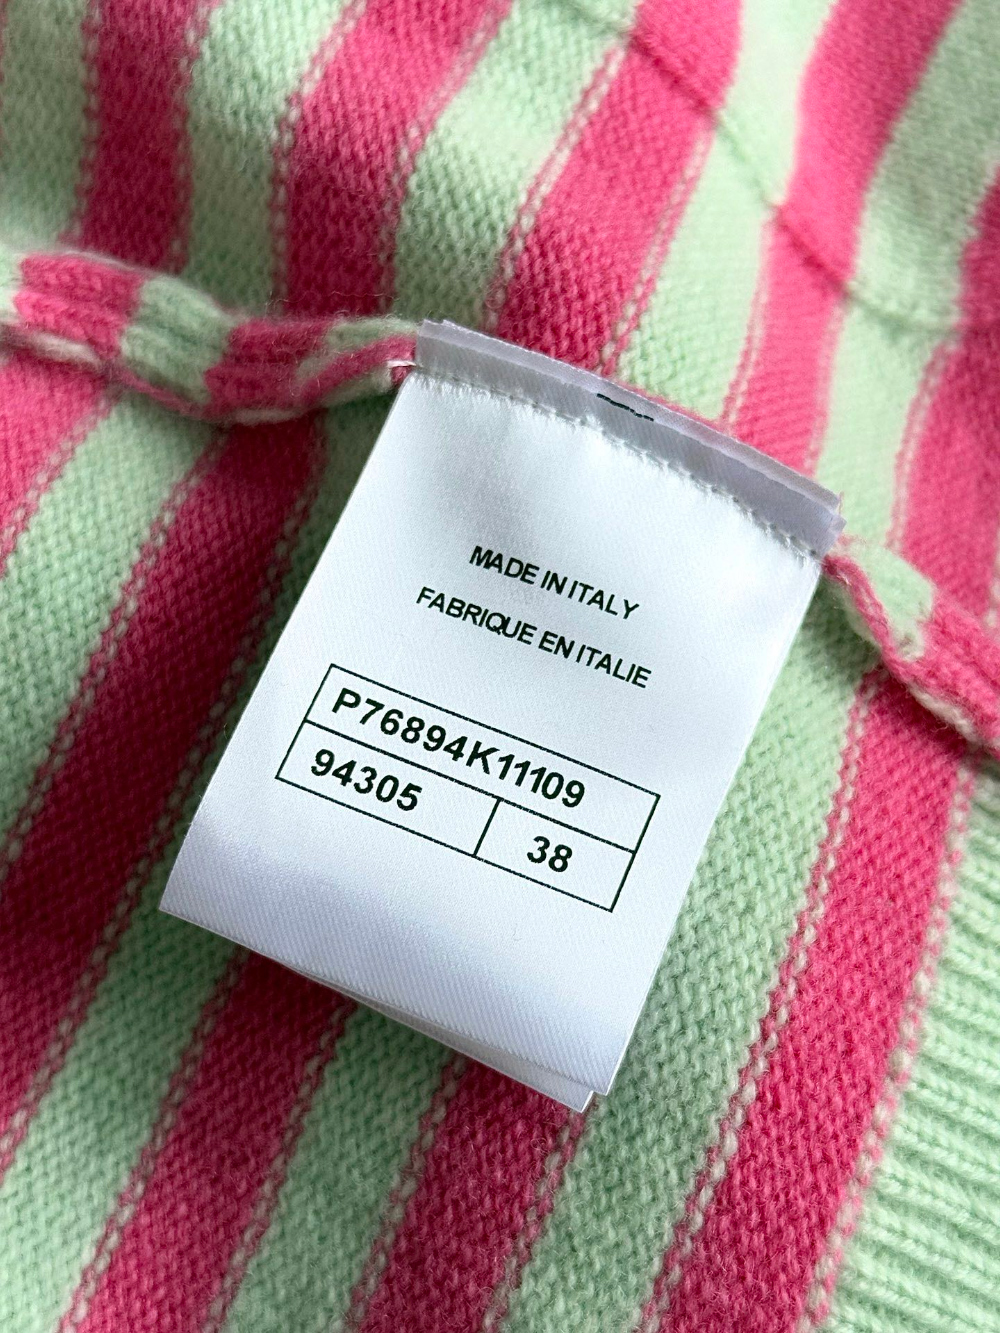 MADE IN ITALY
FABRIQUE EN ITALIE
P76894K11109
94305
38